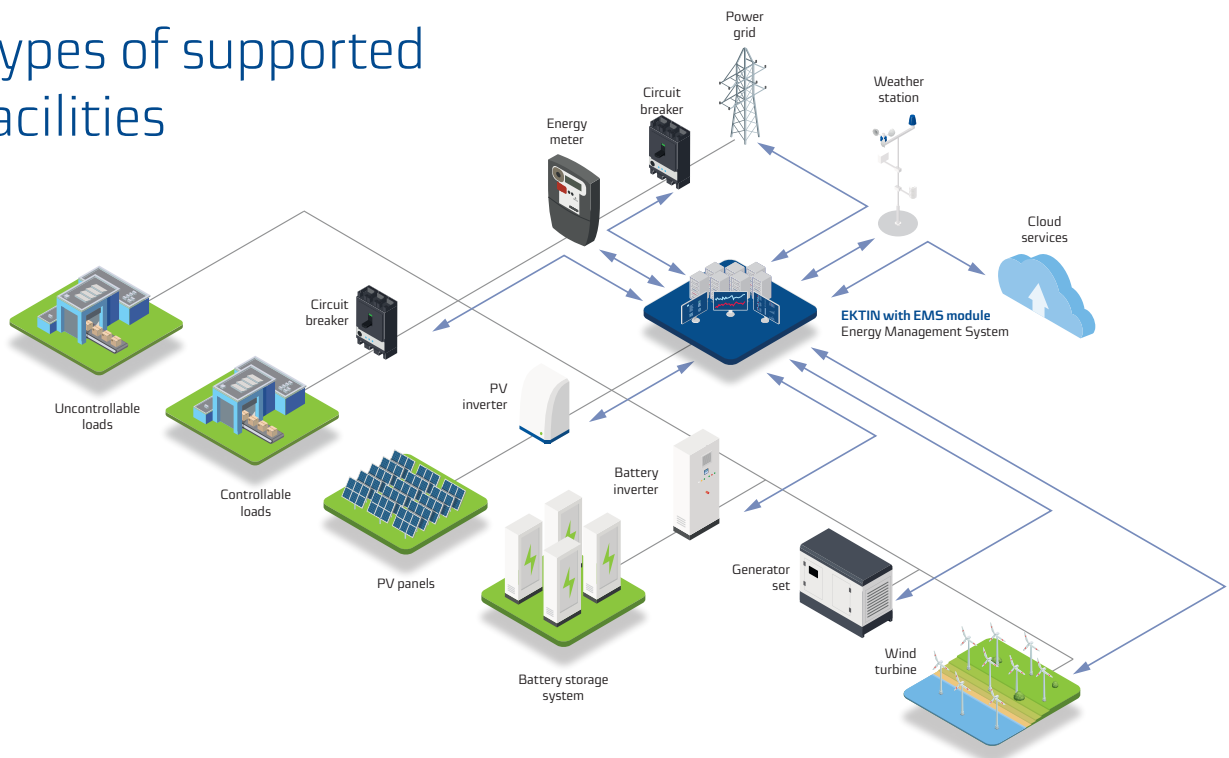 ypes of supported
acilities
Power
grid
Circuit
breaker
Weather
station
Energy
meter
Cloud
services
Circuit
breaker
EKTIN with EMS module
Energy Management System
PV
inverter
Uncontrollable
loads
Battery
inverter
Controllable
loads
Generator
set
PV panels
Wind
turbine
Battery storage
system